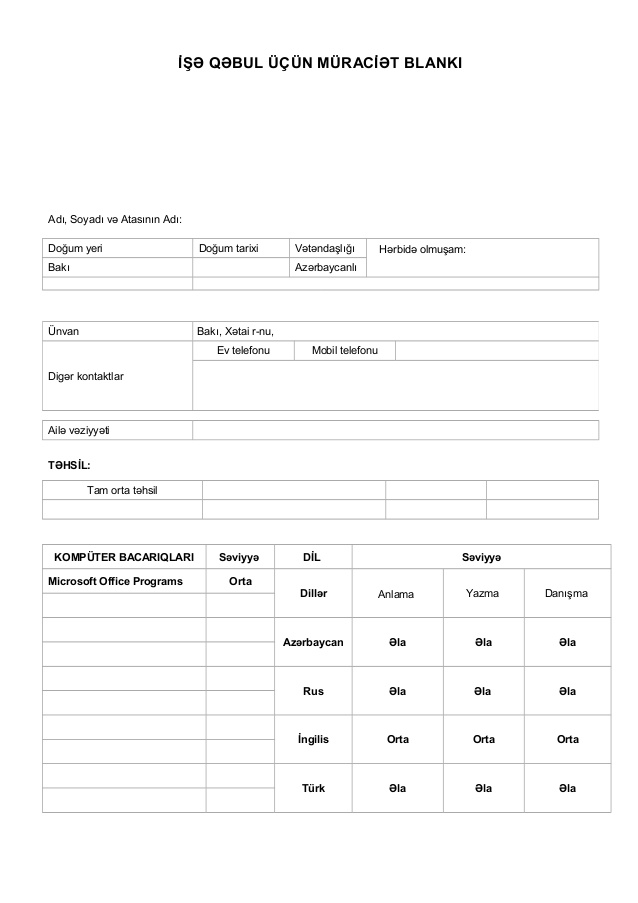 İŞƏ QƏBUL ÜÇÜN MÜRACİƏT BLANKI
Adı, Soyadı və Atasının Adı:
Doğum yeri Doğum tarixi Vətəndaşlığı Hərbidə olmuşam:
Bakı Azərbaycanlı
Ünvan Bakı, Xətai r-nu,
Ev telefonu Mobil telefonu
Digər kontaktlar
Ailə vəziyyəti
TƏHSİL:
Tam orta təhsil
KOMPÜTER BACARIQLARI Səviyyə DİL Səviyyə
Microsoft Office Programs Orta
Dillər Anlama Yazma Danışma
Azərbaycan Əla Əla Əla
Rus Əla Əla Əla
İngilis Orta Orta Orta
Türk Əla Əla Əla